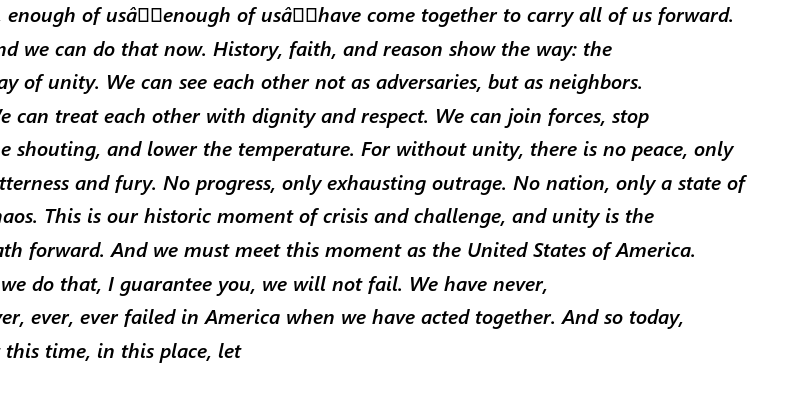 enough of usâ▯▯enough of usâ▯▯have come together to carry all of us forward.
we can do that now. History, faith, and reason show the way: the
of unity. We can see each other not as adversaries, but as neighbors.
can treat each other with dignity and respect. We can join forces, stop
shouting, and lower the temperature. For without unity, there is no peace, only
and fury. No progress, only exhausting outrage. No nation, only a state of
This is our historic moment of crisis and challenge, and unity is the
forward. And we must meet this moment as the United States of America.
we do that, I guarantee you, we will not fail. We have never,
ever, ever failed in America when we have acted together. And so today,
this time, in this place, let